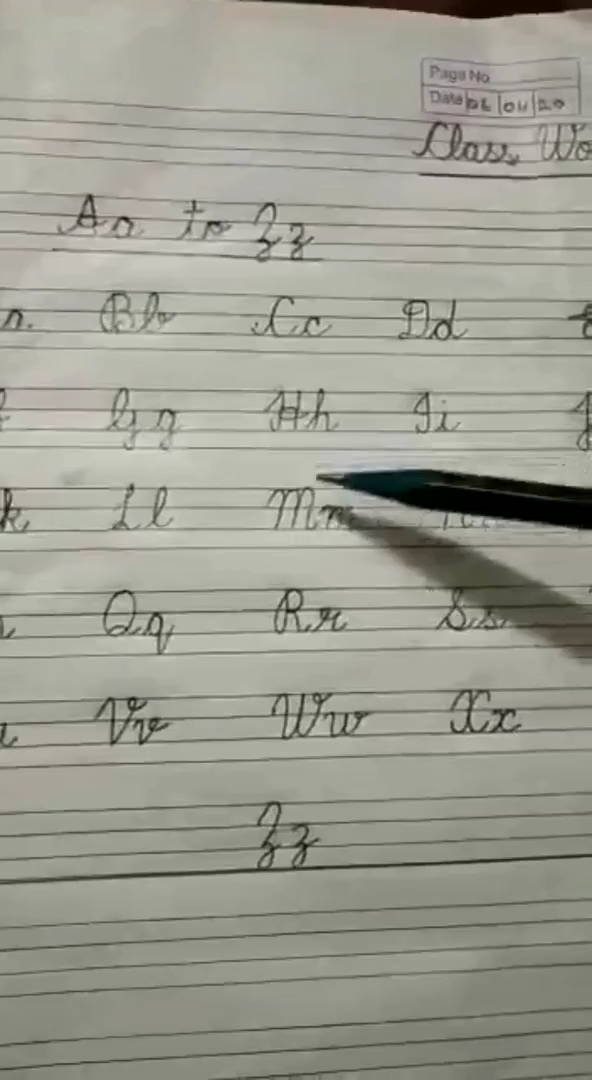 Page No
Date 06 04 20
Class Wo
Aa to Zz
Bb Cc Dd
Gg Hh Ii
k Ll Mm
Qq Rr Ss
Vv Ww Xx
Zz